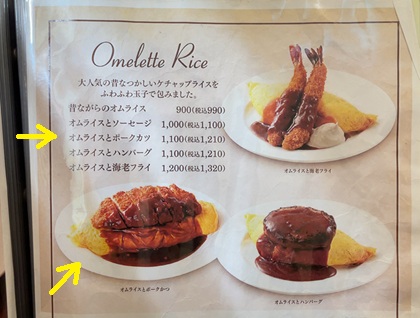 Omelette Rice
大人気の昔なつかしいケチャップライスを
ふわふわ玉子で包みました。
昔ながらのオムライス 900(税込990)
オムライスとソーセージ 1,000(税込1,100)
オムライスとポークカツ 1,100(税込1,210)
オムライスとハンバーグ 1,100(税込1,210)
オムライスと海老フライ 1,200(税込1,320)
オムライスと海老フライ
オムライスとポークかつ
オムライスとハンバーグ